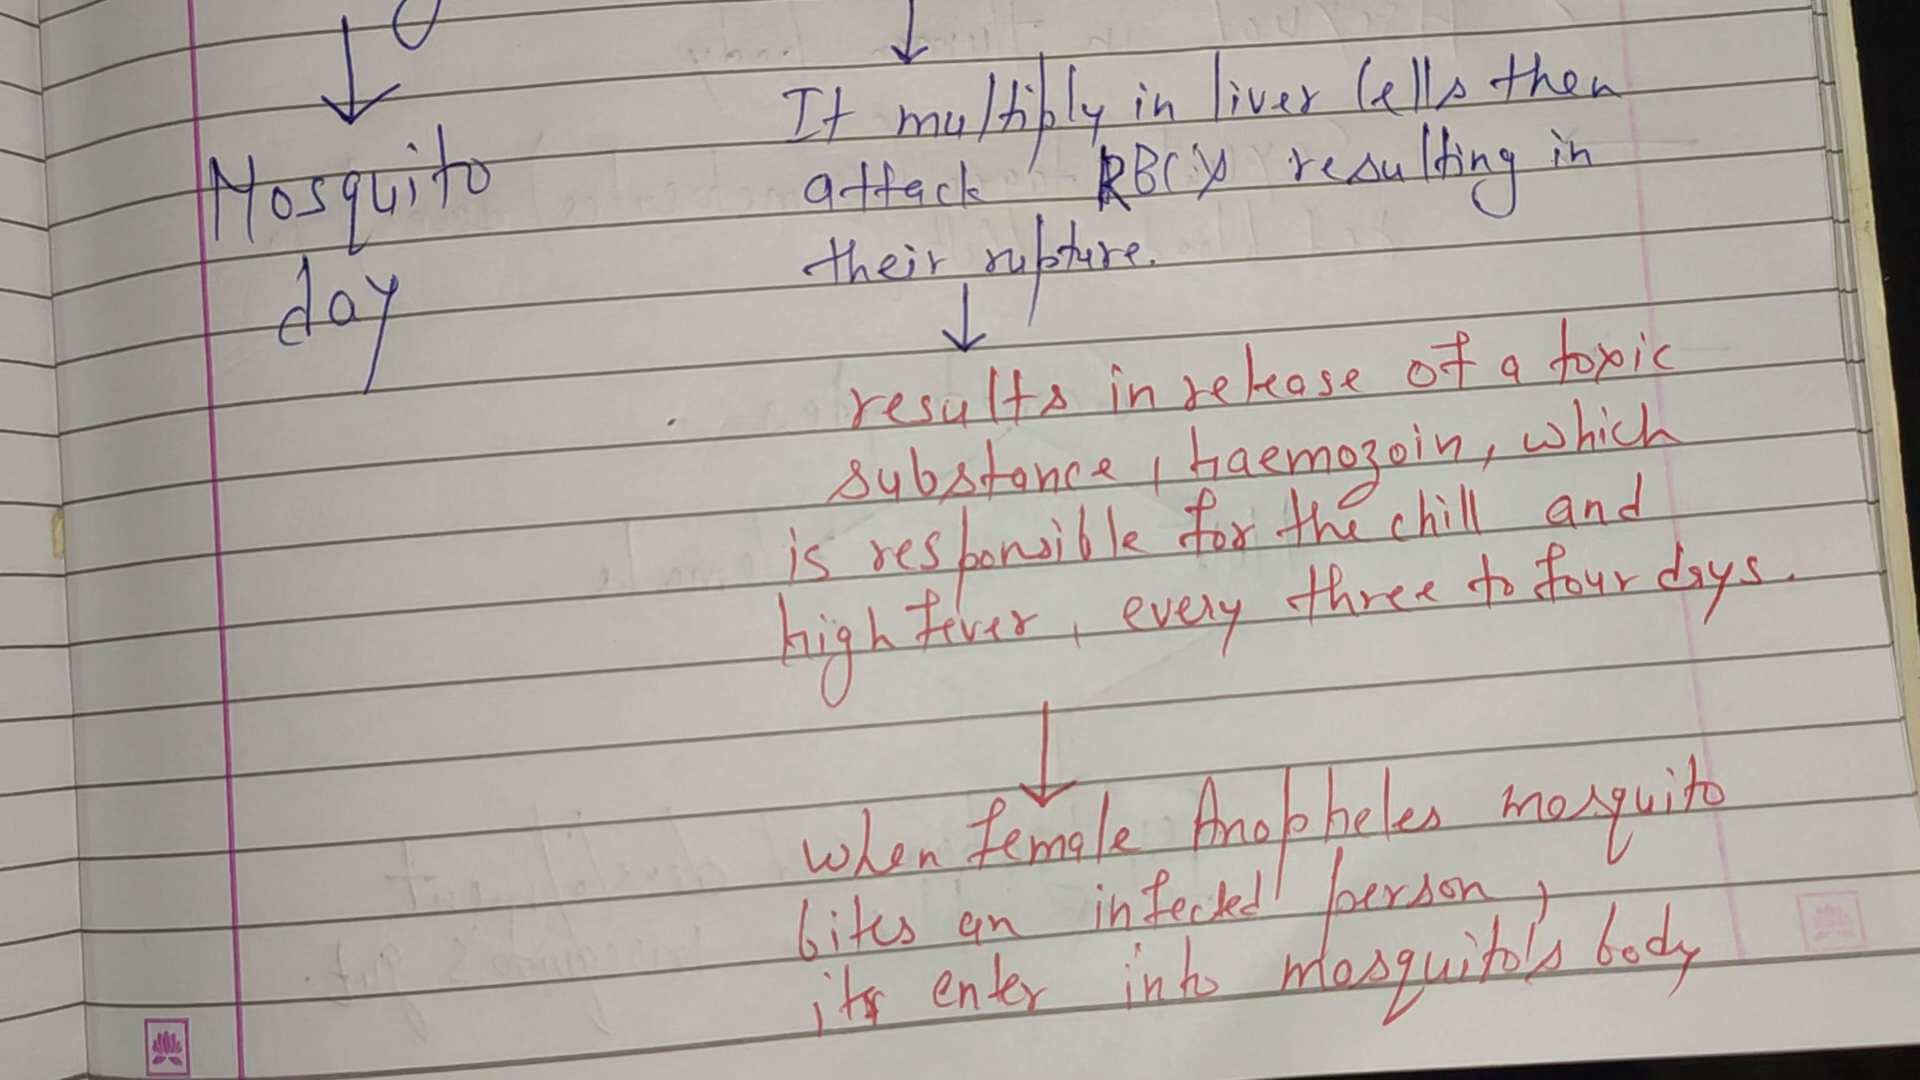 Mosquito
day
It multiply in liver cells then
attack RBCs resulting in
their rupture.
results in release of a toxic
substance, haemozoin, which
is responsible for the chill and
high fever, every three to four days.
when female Anopheles mosquito
bites an infected person,
its enter into mosquito's body